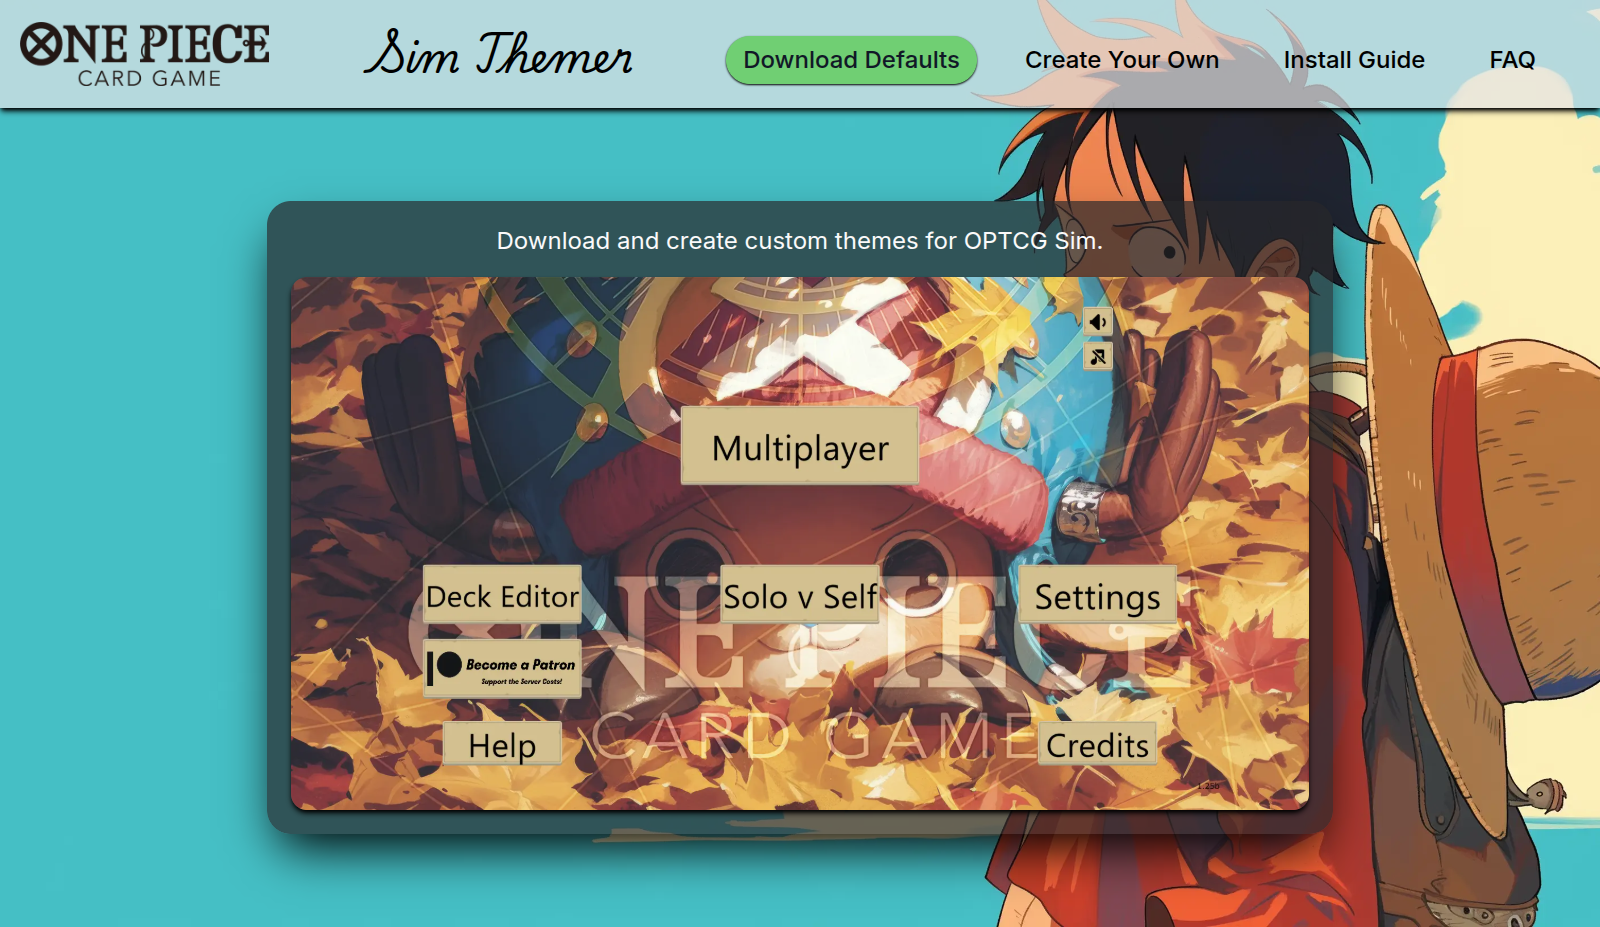 ONE PIECE
CARD GAME
Sim Themer
Download Defaults
Create Your Own
Install Guide
FAQ
Download and create custom themes for OPTCG Sim.
Multiplayer
Deck Editor
Solo v Self
Settings
ONE PIECE
Become a Patron
Support the Server Costs!
CARD GAME
Help
Credits